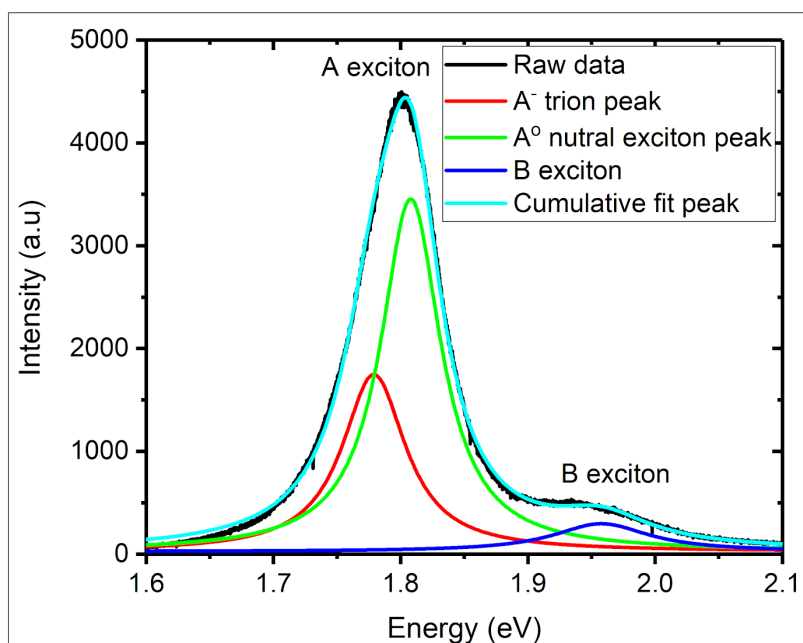 5000
4000
3000
2000
1000
0
Intensity (a.u)
A exciton
Raw data
A⁻ trion peak
Aᵒ nutral exciton peak
B exciton
Cumulative fit peak
B exciton
1.6 1.7 1.8 1.9 2.0 2.1
Energy (eV)